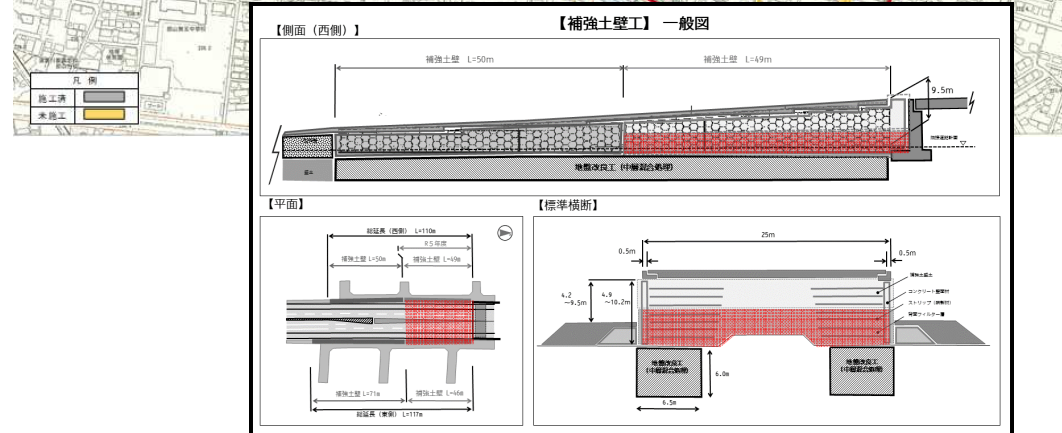 【補強土壁工】 一般図
【側面（西側）】
補強土壁 L=50m
補強土壁 L=49m
9.5m
地盤改良工（中層混合処理）
凡 例
施工済
未施工
【平面】
総延長（西側） L=110m
R5年度
補強土壁 L=50m
補強土壁 L=49m
補強土壁 L=71m
補強土壁 L=46m
総延長（東側）L=117m
【標準横断】
25m
0.5m
0.5m
4.2
～9.5m
4.9
～10.2m
補強土盛土
コンクリート壁面材
ストリップ（鋼製材）
背面フィルター層
地盤改良工
（中層混合処理）
地盤改良工
（中層混合処理）
6.0m
6.5m